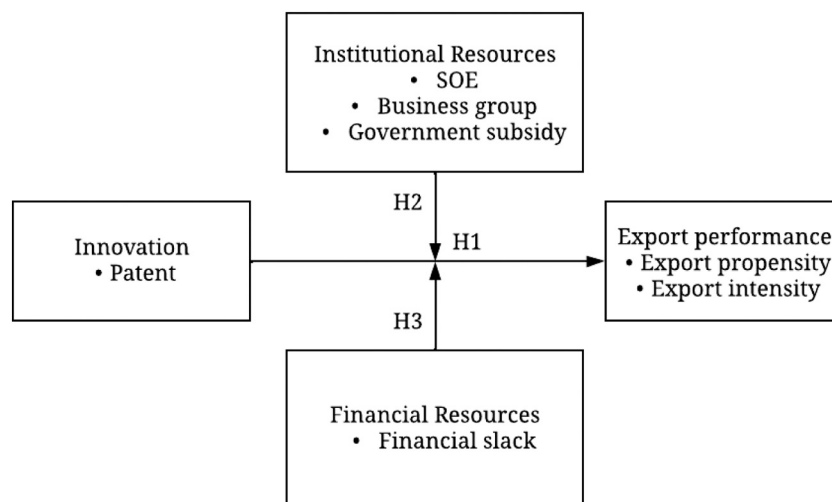 Institutional Resources
• SOE
• Business group
• Government subsidy
H2
H1
Innovation
• Patent
Export performance
• Export propensity
• Export intensity
H3
Financial Resources
• Financial slack